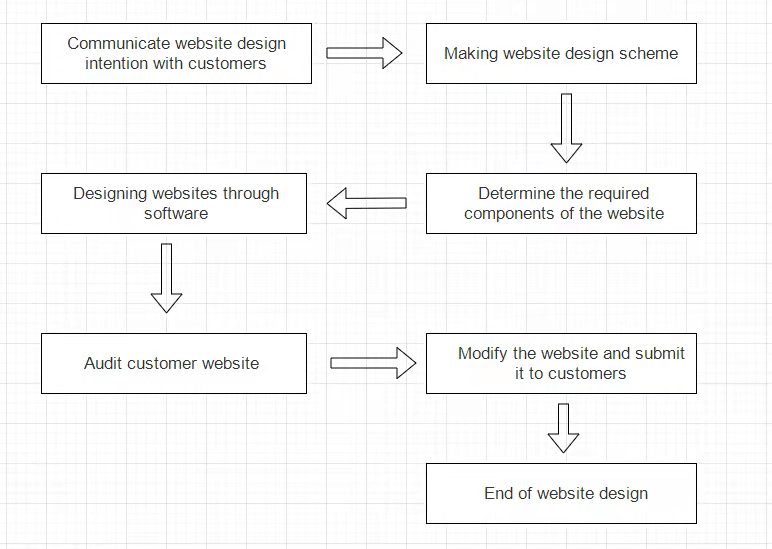 Communicate website design
intention with customers
Making website design scheme
Determine the required
components of the website
Designing websites through
software
Audit customer website
Modify the website and submit
it to customers
End of website design